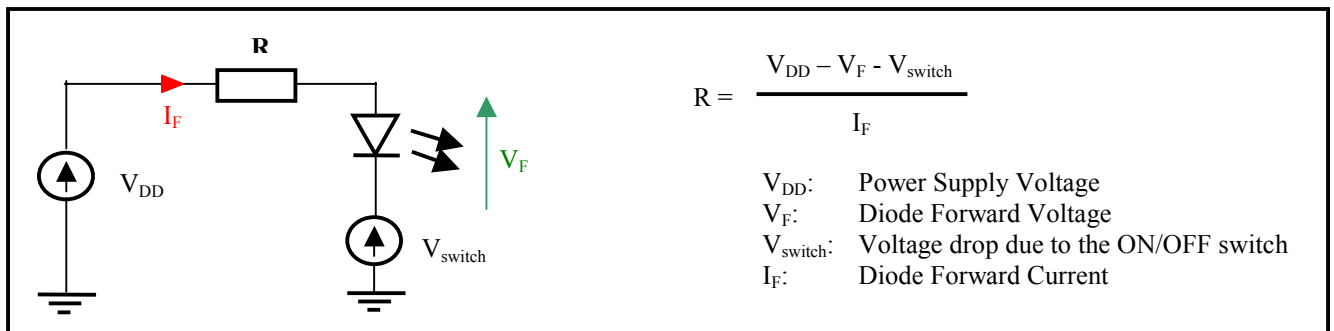 R
I_F
V_DD
V_F
V_switch
V_DD – V_F - V_switch
R =
I_F
V_DD: Power Supply Voltage
V_F: Diode Forward Voltage
V_switch: Voltage drop due to the ON/OFF switch
I_F: Diode Forward Current